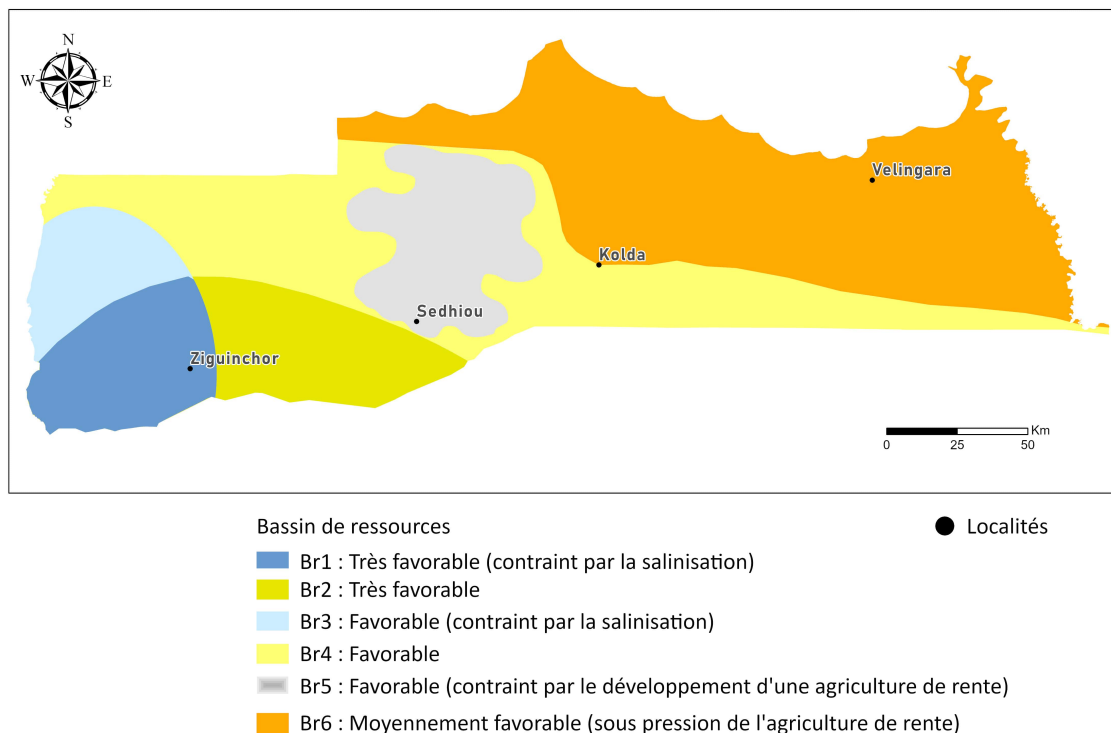 N
W E
S
Velingara
Kolda
Sedhiou
Ziguinchor
Km
0 25 50
Bassin de ressources
Localités
Br1 : Très favorable (contraint par la salinisation)
Br2 : Très favorable
Br3 : Favorable (contraint par la salinisation)
Br4 : Favorable
Br5 : Favorable (contraint par le développement d'une agriculture de rente)
Br6 : Moyennement favorable (sous pression de l'agriculture de rente)